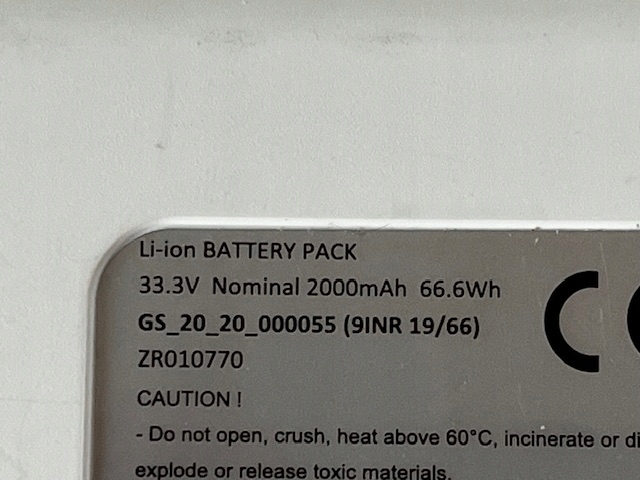 Li-ion BATTERY PACK
33.3V Nominal 2000mAh 66.6Wh
GS_20_20_000055 (9INR 19/66)
ZR010770
CAUTION !
- Do not open, crush, heat above 60°C, incinerate or
explode or release toxic materials.